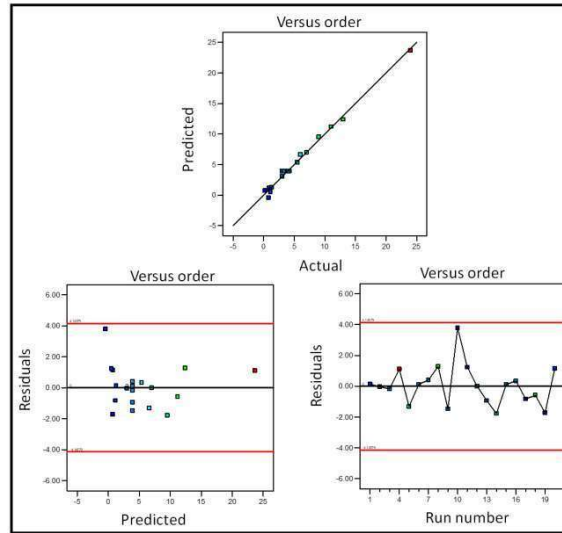 Versus order
25
20
15
10
5
0
-5
Predicted
-5 0 5 10 15 20 25
Actual
Versus order
6.00
4.00
2.00
0.00
-2.00
-4.00
-6.00
Residuals
-5 0 5 10 15 20 25
Predicted
Versus order
6.00
4.00
2.00
0.00
-2.00
-4.00
-6.00
Residuals
1 4 7 10 13 16 19
Run number